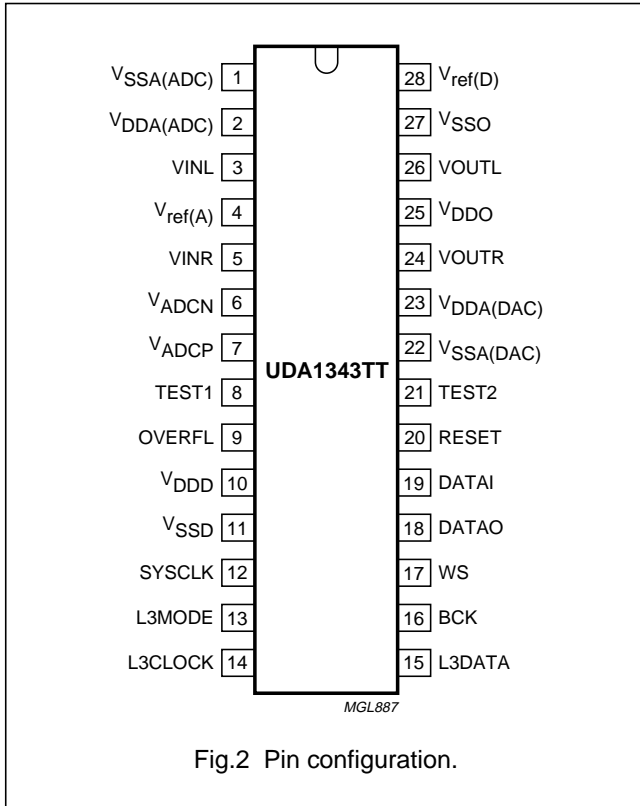 VSSA(ADC) 1 28 Vref(D)
VDDA(ADC) 2 27 VSSO
VINL 3 26 VOUTL
Vref(A) 4 25 VDDO
VINR 5 24 VOUTR
VADCN 6 23 VDDA(DAC)
VADCP 7 22 VSSA(DAC)
UDA1343TT
TEST1 8 21 TEST2
OVERFL 9 20 RESET
VDDD 10 19 DATAI
VSSD 11 18 DATAO
SYSCLK 12 17 WS
L3MODE 13 16 BCK
L3CLOCK 14 15 L3DATA
MGL887
Fig.2 Pin configuration.